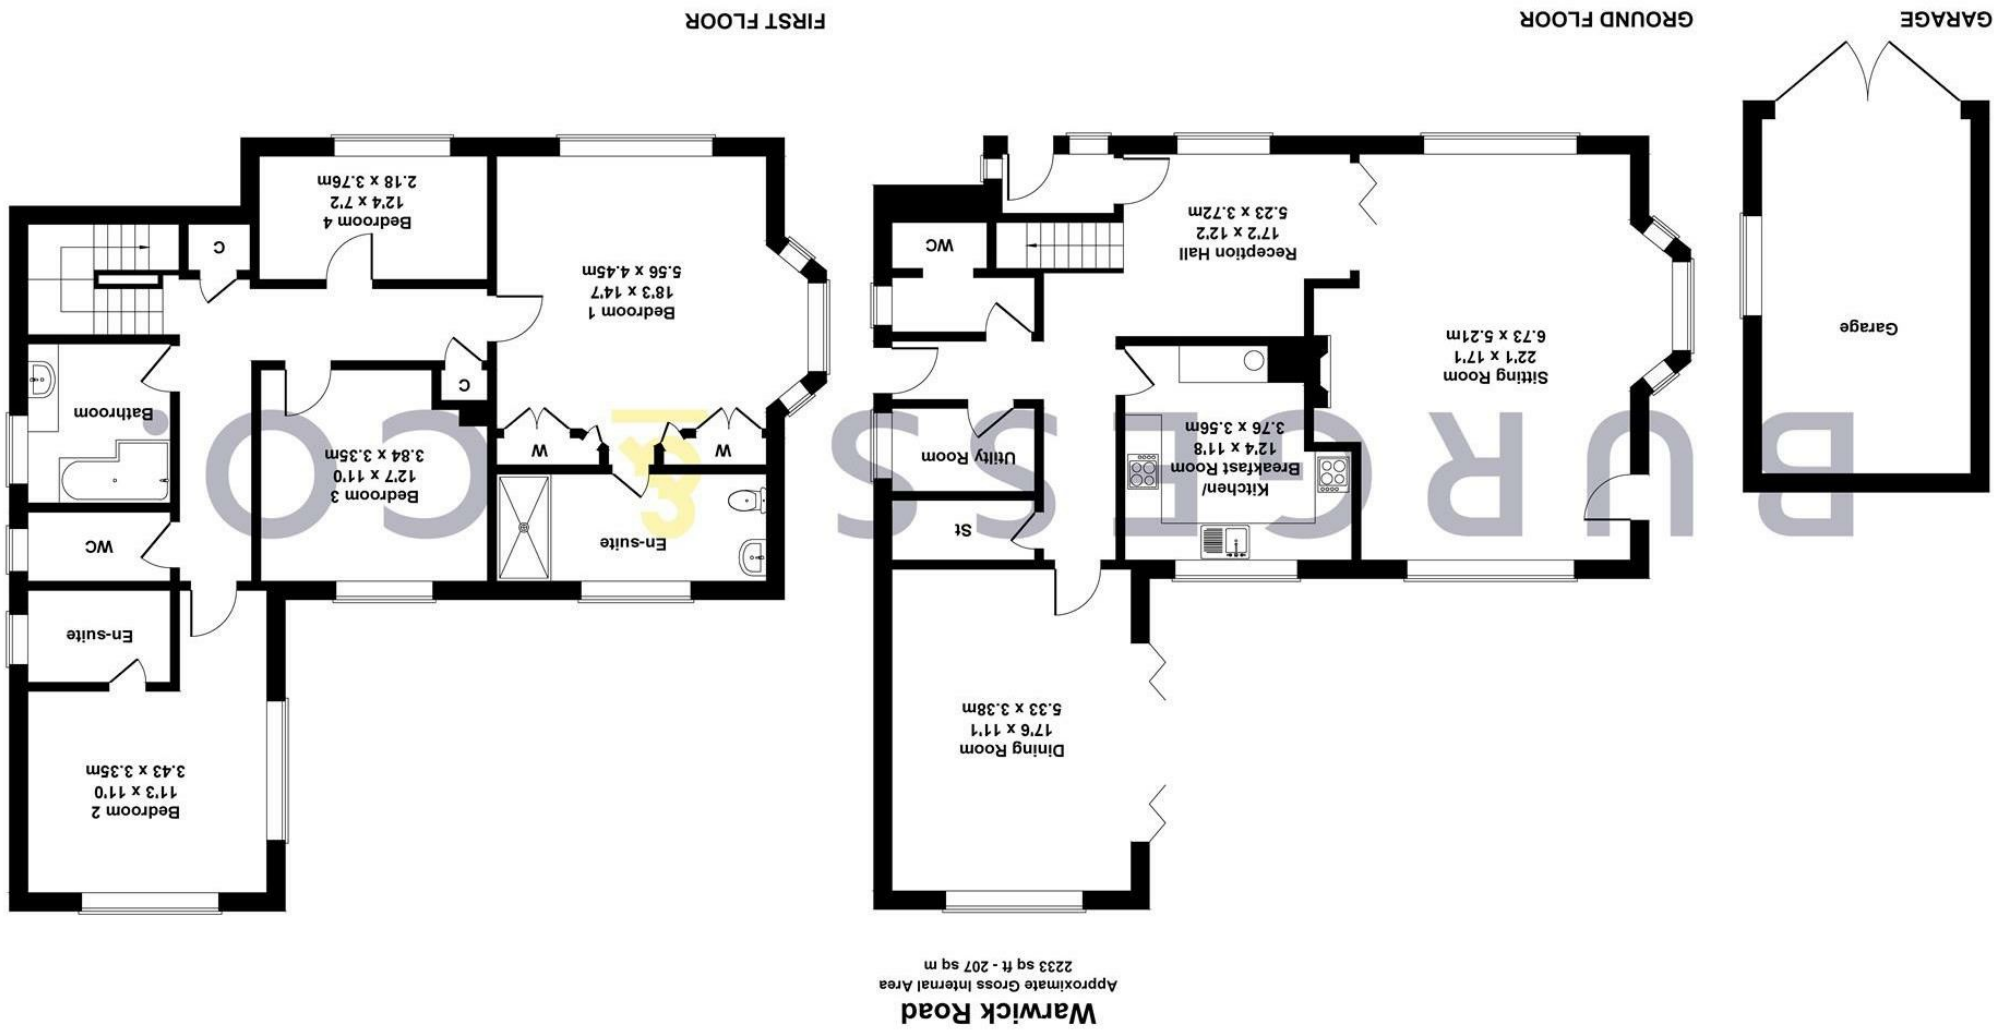 Warwick Road
Approximate Gross Internal Area
2233 sq ft - 207 sq m
Dining Room
17'6 x 11'1
5.33 x 3.38m
St
Utility Room
WC
Kitchen/
Breakfast Room
12'4 x 11'8
3.76 x 3.56m
Sitting Room
22'1 x 17'1
6.73 x 5.21m
Reception Hall
17'2 x 12'2
5.23 x 3.72m
Garage
Bedroom 2
11'3 x 11'0
3.43 x 3.35m
En-suite
WC
Bathroom
Bedroom 3
12'7 x 11'0
3.84 x 3.35m
En-suite
W
W
C
Bedroom 1
18'3 x 14'7
5.56 x 4.45m
C
Bedroom 4
12'4 x 7'2
2.18 x 3.76m
GARAGE
GROUND FLOOR
FIRST FLOOR
BURGESS & CO.